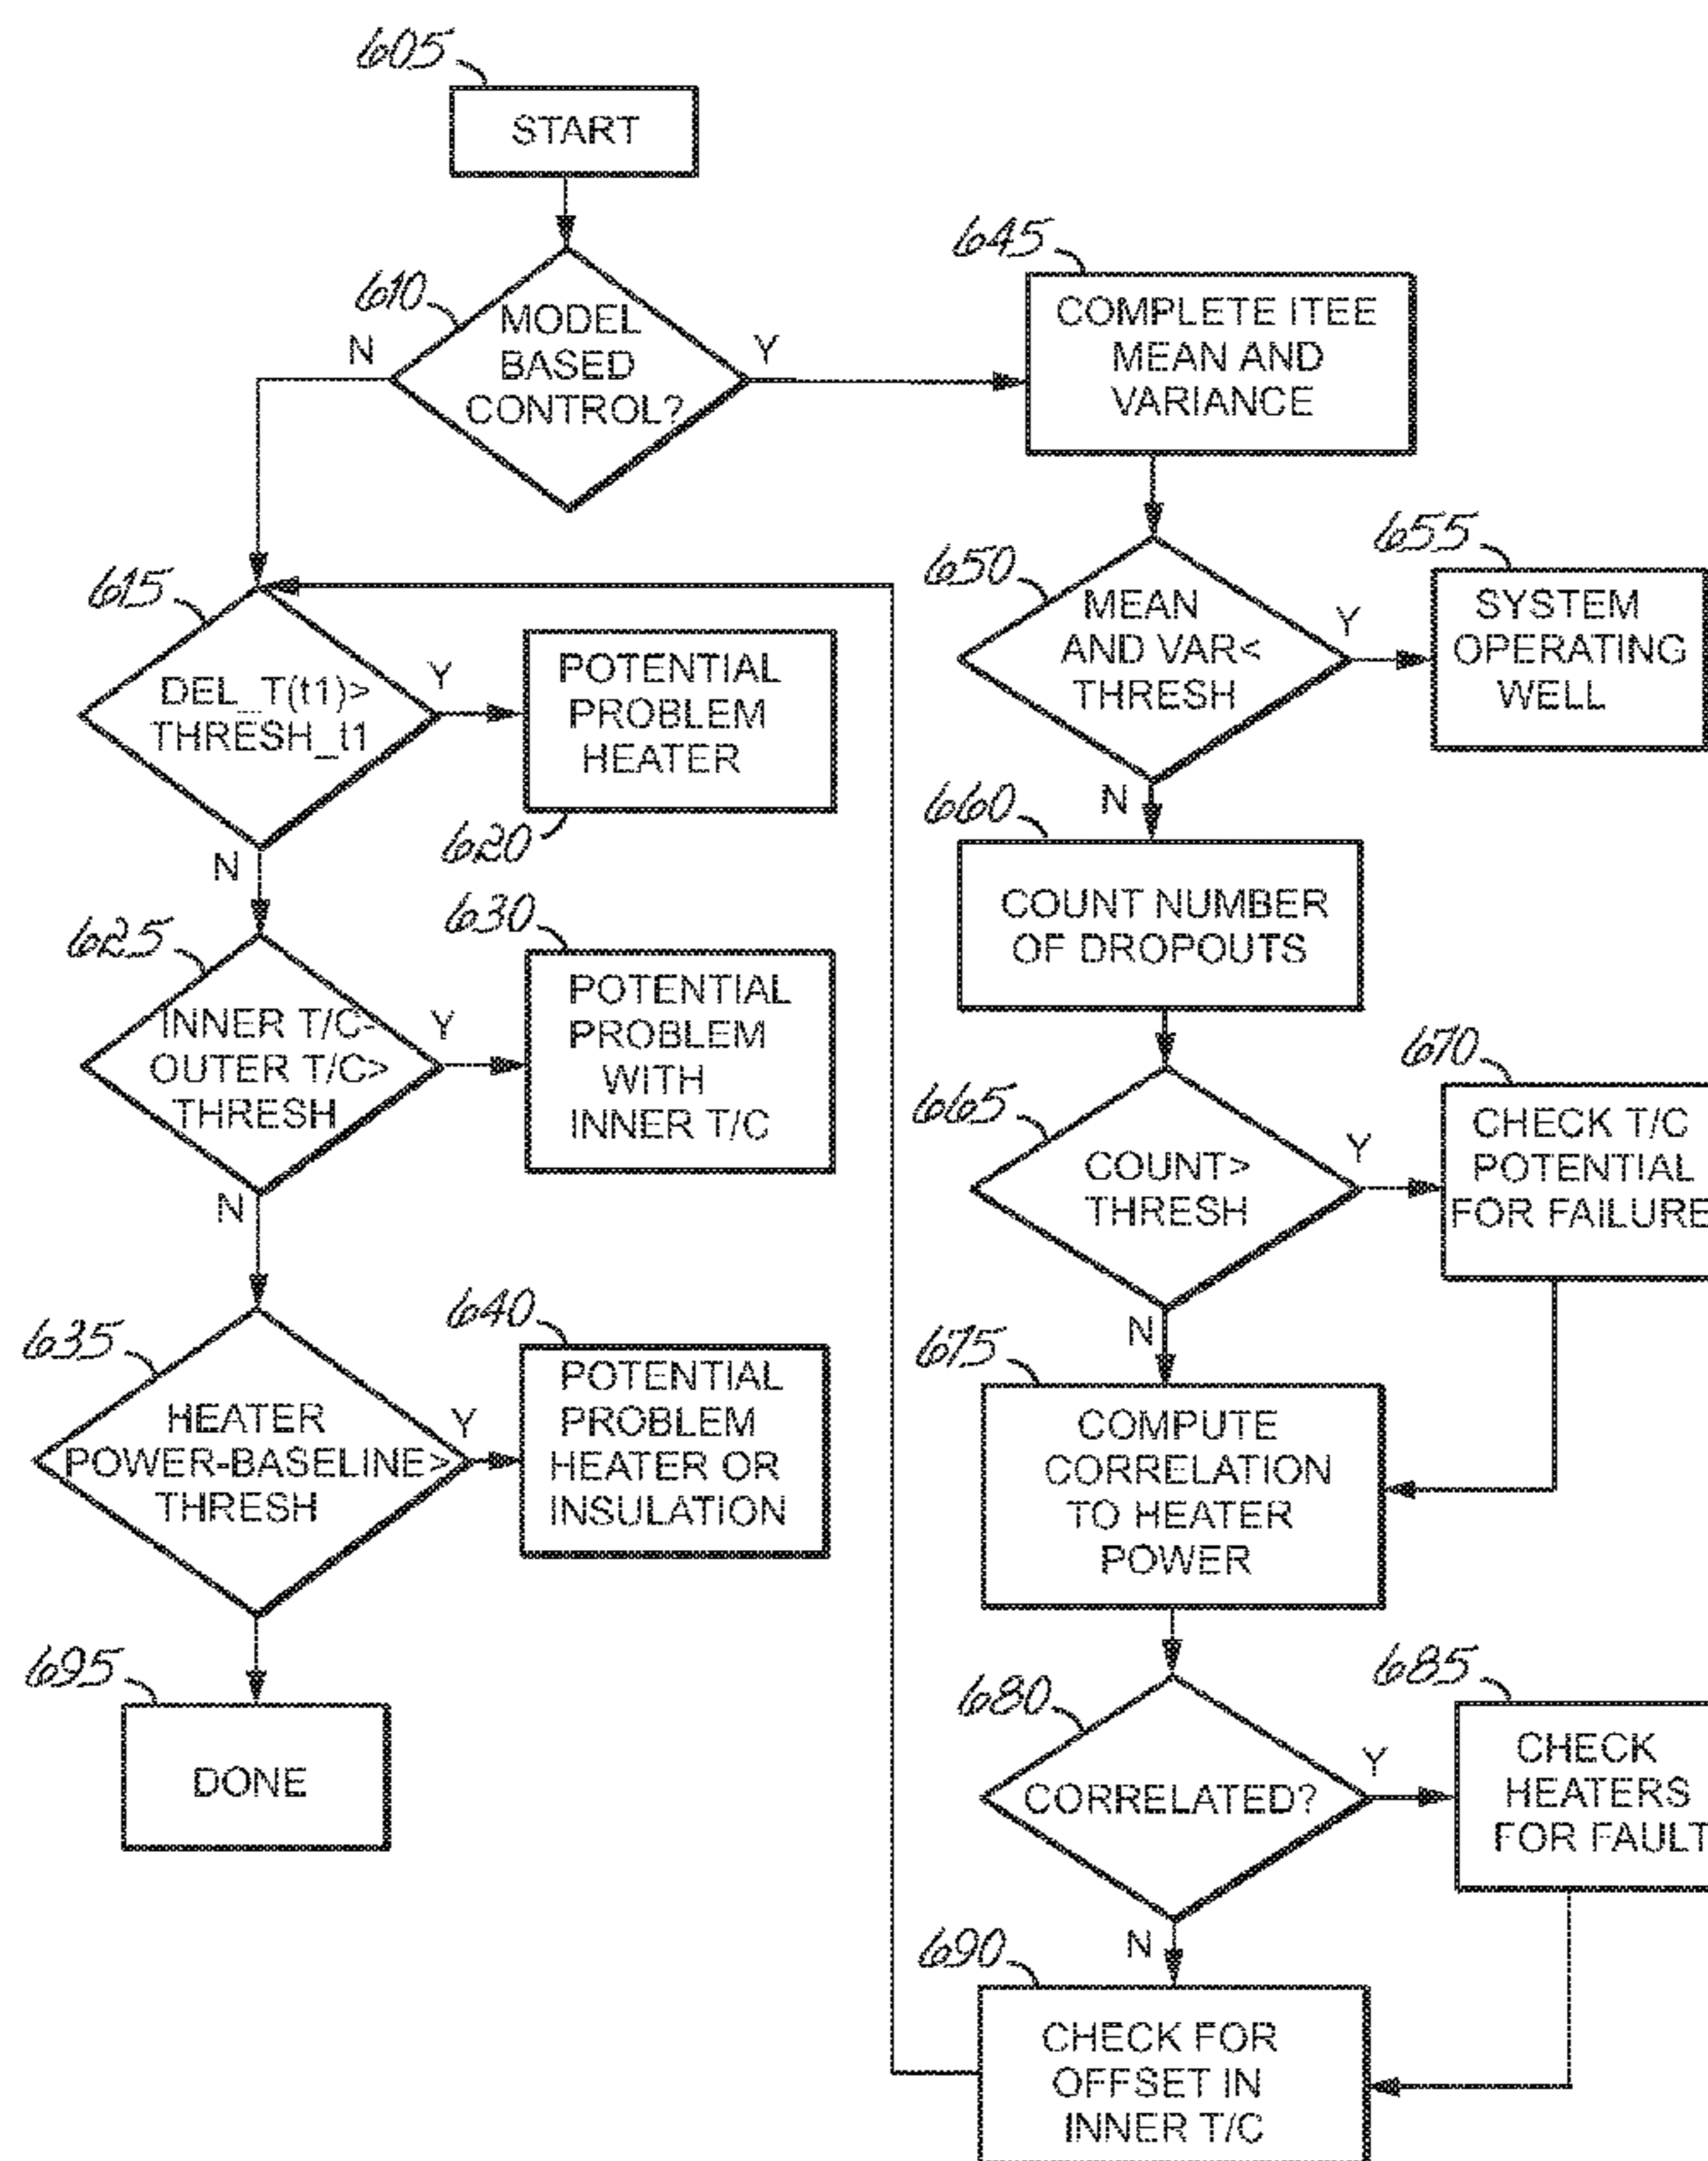 605
START
610
MODEL
BASED
CONTROL?
N
Y
645
COMPLETE ITEE
MEAN AND
VARIANCE
615
DEL_T(t1)>
THRESH_t1
Y
N
POTENTIAL
PROBLEM
HEATER
620
650
MEAN
AND VAR<
THRESH
Y
N
655
SYSTEM
OPERATING
WELL
660
COUNT NUMBER
OF DROPOUTS
625
INNER T/C-
OUTER T/C>
THRESH
Y
N
630
POTENTIAL
PROBLEM
WITH
INNER T/C
665
COUNT>
THRESH
Y
N
670
CHECK T/C
POTENTIAL
FOR FAILURE
635
HEATER
POWER-BASELINE>
THRESH
Y
640
POTENTIAL
PROBLEM
HEATER OR
INSULATION
675
COMPUTE
CORRELATION
TO HEATER
POWER
695
DONE
680
CORRELATED?
Y
N
685
CHECK
HEATERS
FOR FAULT
690
CHECK FOR
OFFSET IN
INNER T/C